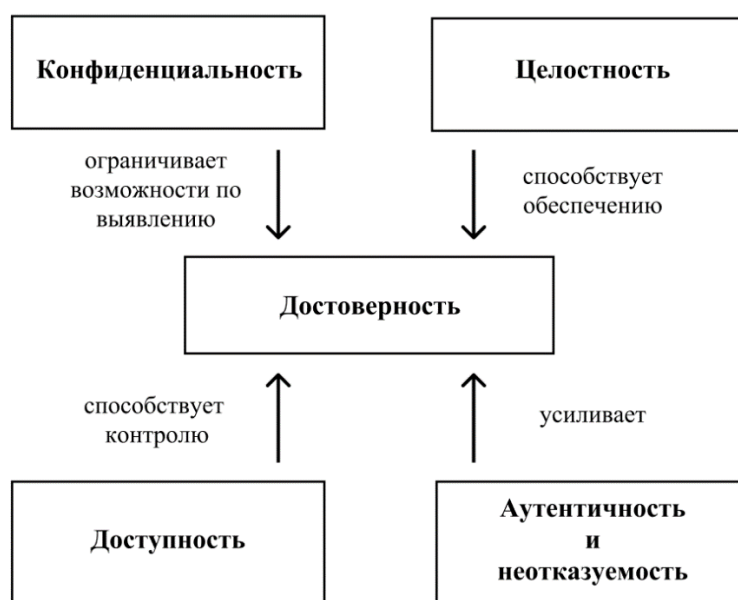 Конфиденциальность
Целостность
ограничивает
возможности по
выявлению
способствует
обеспечению
Достоверность
способствует
контролю
усиливает
Доступность
Аутентичность
и
неотказуемость